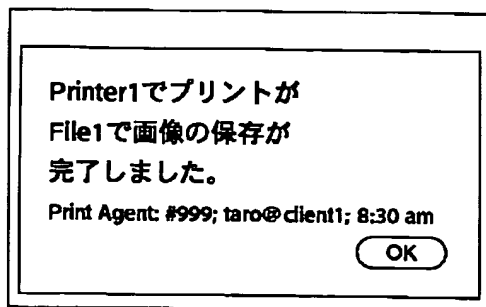 Printer1でプリントが
File1で画像の保存が
完了しました。
Print Agent: #999; taro@client1; 8:30 am
OK